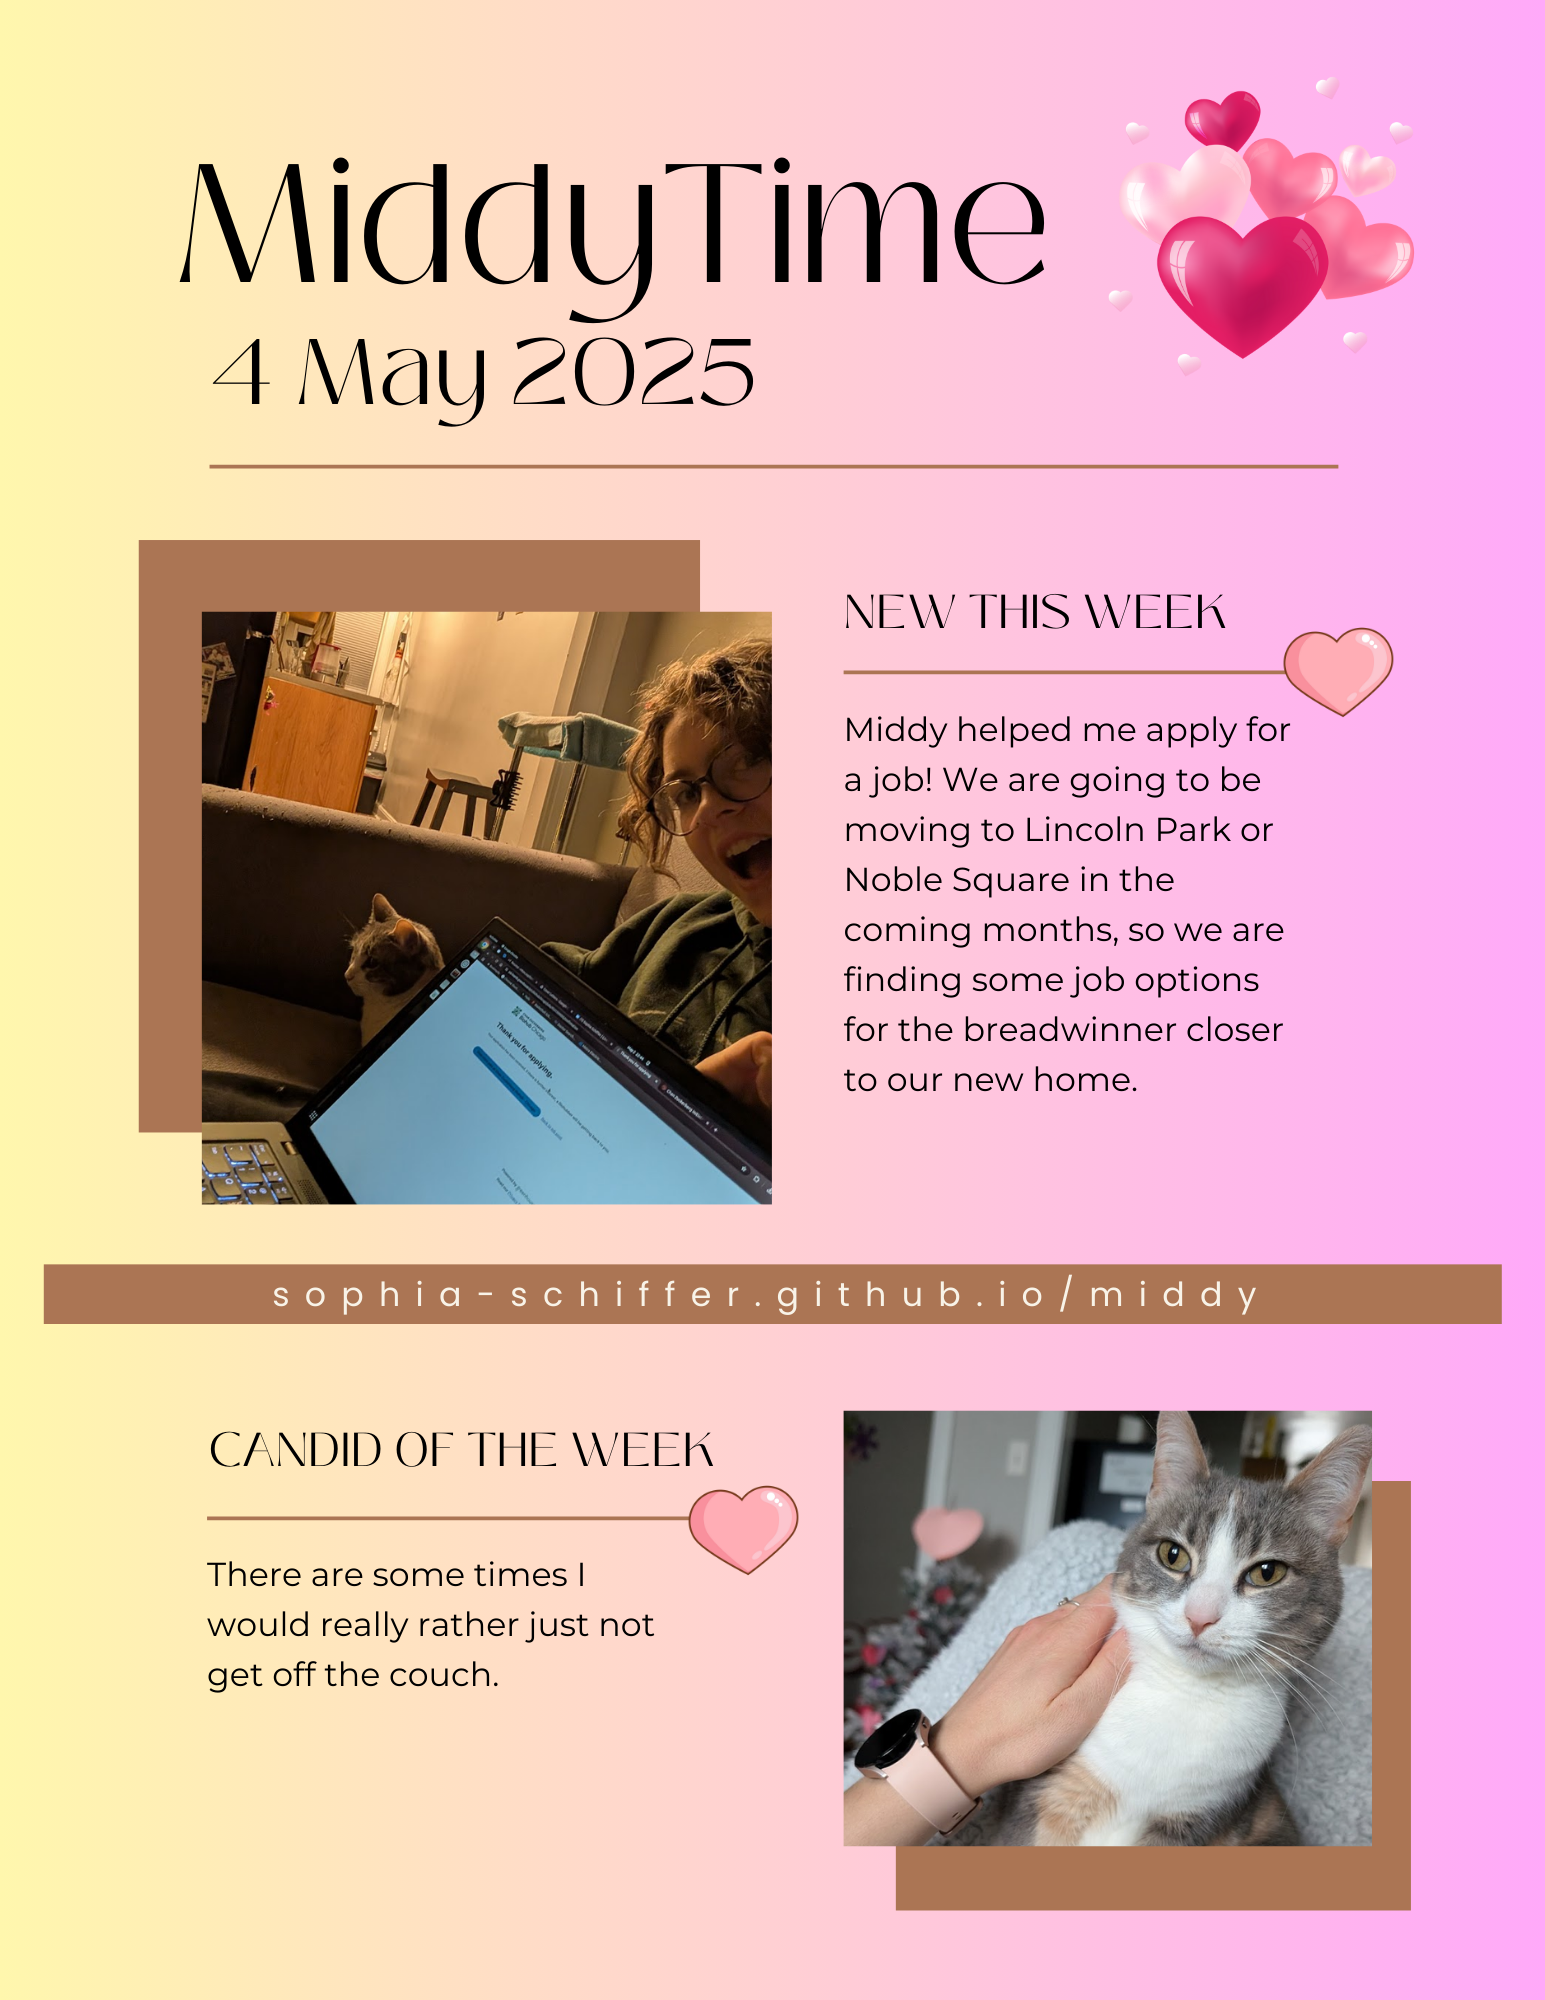 MiddyTime
4 May 2025
NEW THIS WEEK
Middy helped me apply for
a job! We are going to be
moving to Lincoln Park or
Noble Square in the
coming months, so we are
finding some job options
for the breadwinner closer
to our new home.
Thank you for applying.
sophia-schiffer.github.io/middy
CANDID OF THE WEEK
There are some times I
would really rather just not
get off the couch.